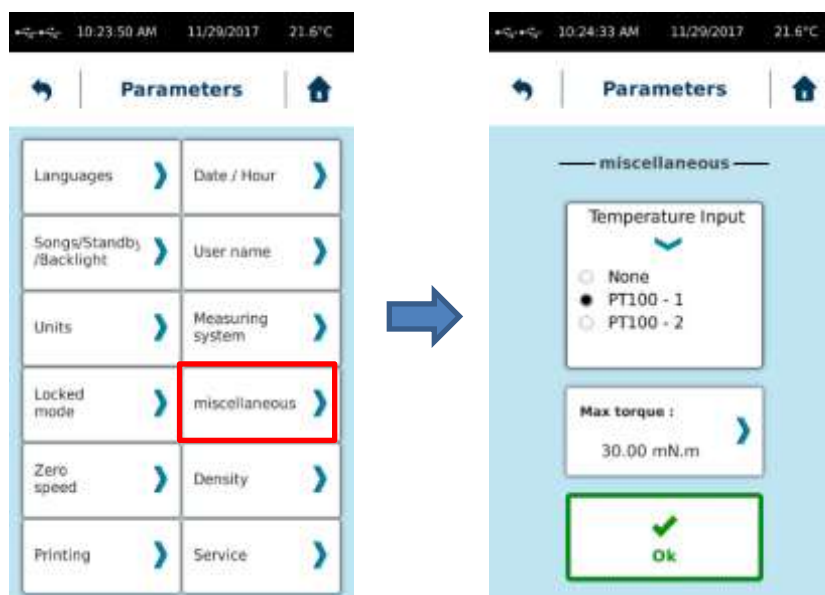 10:23:50 AM 11/29/2017 21.6°C
Parameters
Languages
Date / Hour
Songs/Standby
/Backlight
User name
Units
Measuring
system
Locked
mode
miscellaneous
Zero
speed
Density
Printing
Service
10:24:33 AM 11/29/2017 21.6°C
Parameters
miscellaneous
Temperature Input
None
PT100 - 1
PT100 - 2
Max torque :
30.00 mN.m
Ok